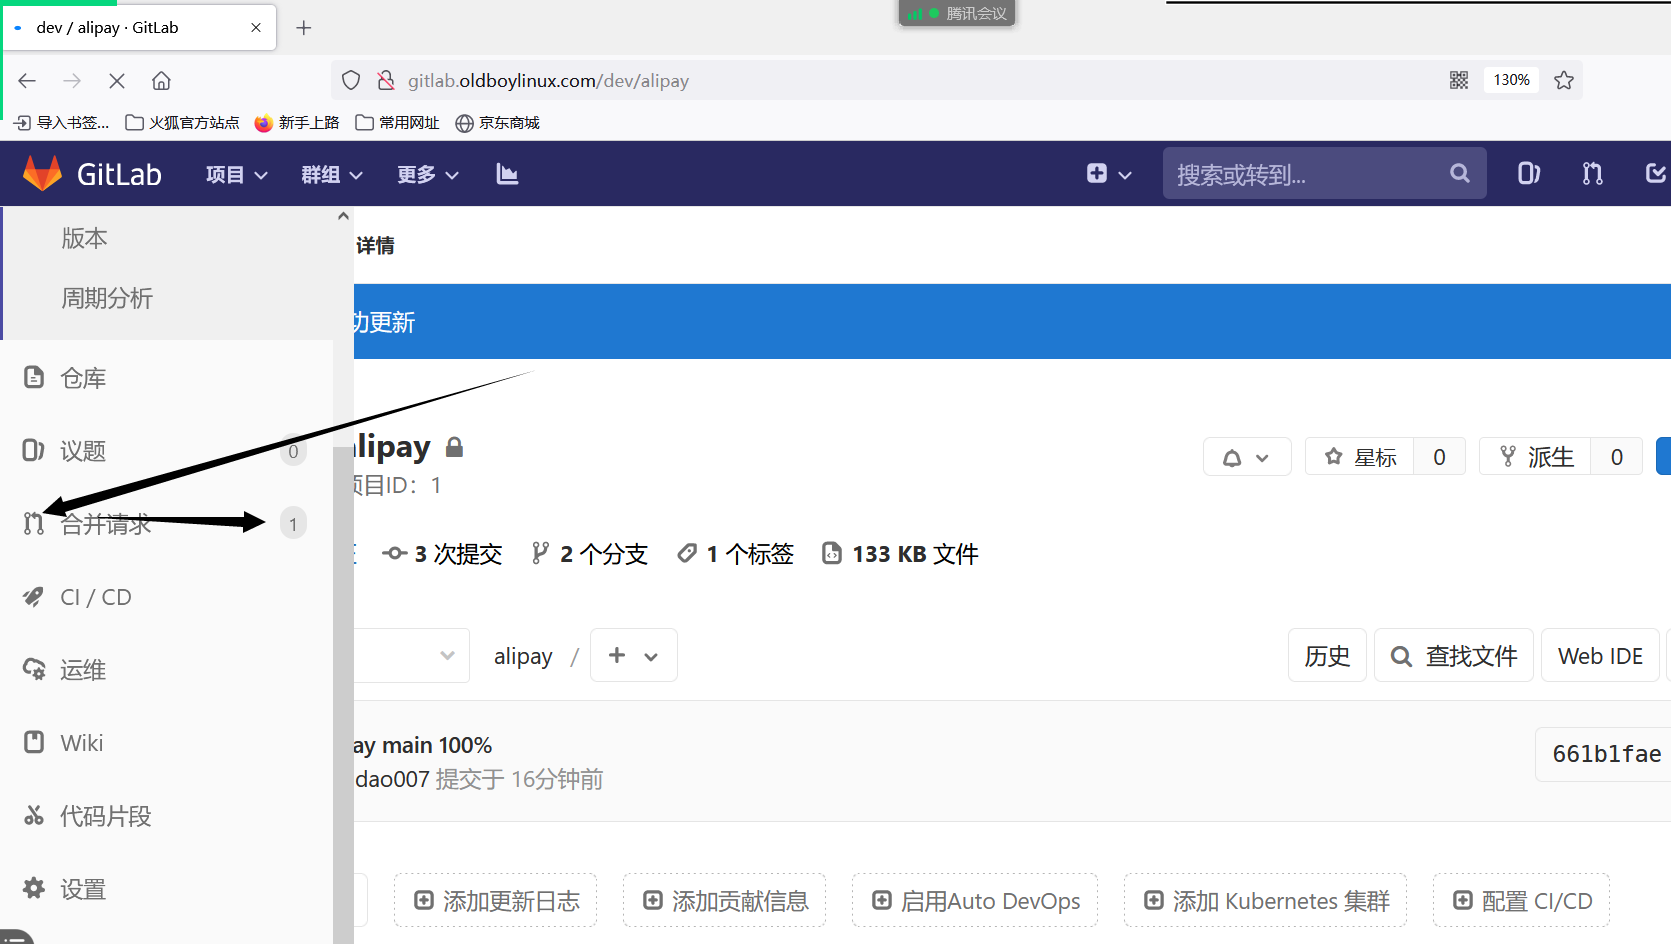 腾讯会议
dev / alipay · GitLab
gitlab.oldboylinux.com/dev/alipay
130%
导入书签...
火狐官方站点
新手上路
常用网址
京东商城
GitLab
项目
群组
更多
搜索或转到...
版本
详情
周期分析
功更新
仓库
alipay
议题
0
星标
0
派生
0
项目ID： 1
合并请求
1
3 次提交
2 个分支
1 个标签
133 KB 文件
CI / CD
运维
alipay /
历史
查找文件
Web IDE
Wiki
ay main 100%
661b1fae
dao007 提交于 16分钟前
代码片段
设置
添加更新日志
添加贡献信息
启用Auto DevOps
添加 Kubernetes 集群
配置 CI/CD